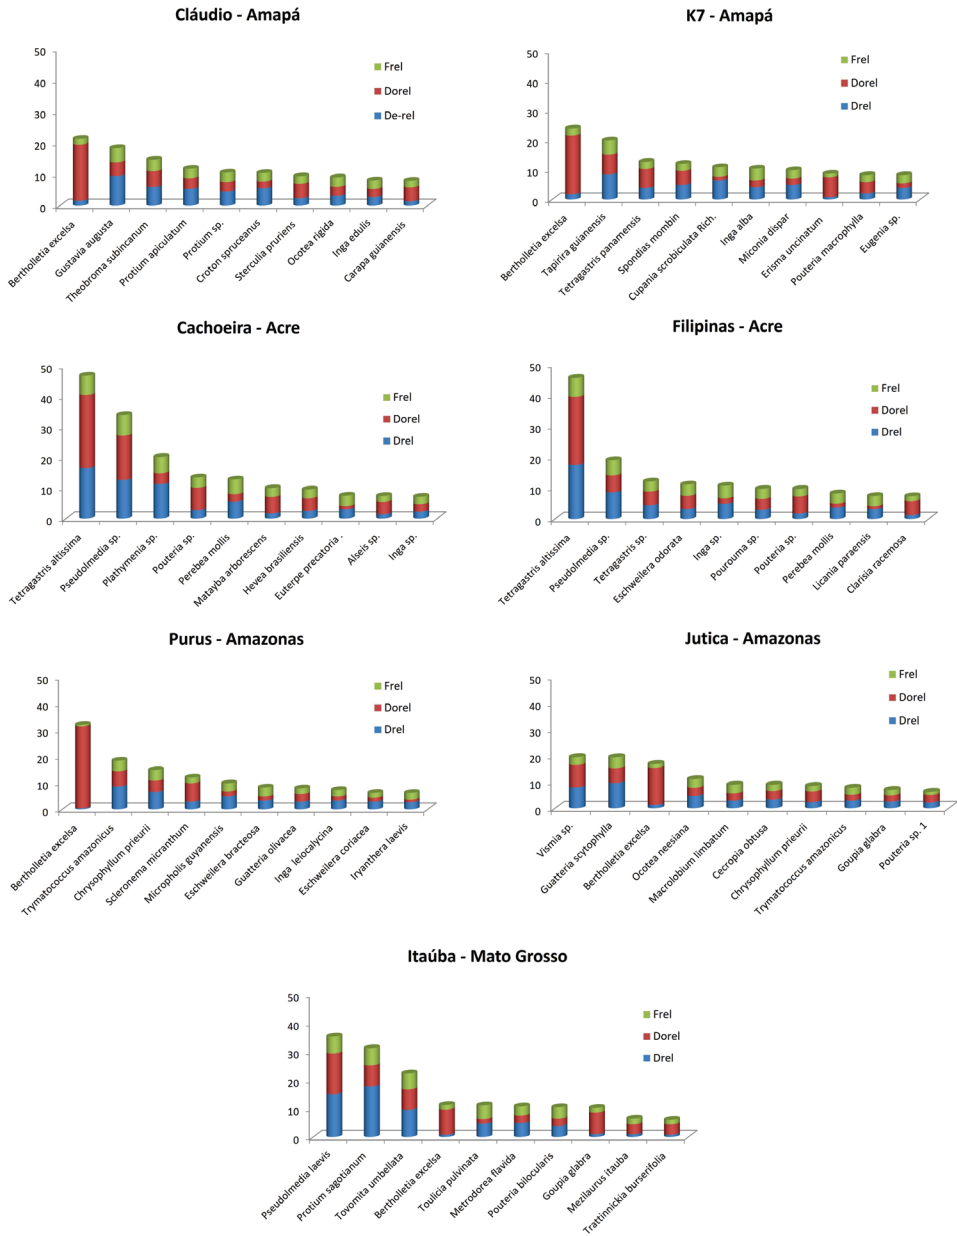 Cláudio - Amapá
50
40
30
20
10
0
Frel
Dorel
De-rel
Bertholletia excelsa
Gustavia augusta
Theobroma subincanum
Protium apiculatum
Protium sp.
Croton spruceanus
Sterculia pruriens
Ocotea rigida
Inga edulis
Carapa guianensis
K7 - Amapá
50
40
30
20
10
0
Frel
Dorel
Drel
Bertholletia excelsa
Tapirira guianensis
Tetragastris panamensis
Spondias mombin
Cupania scrobiculata Rich.
Inga alba
Miconia dispar
Erisma uncinatum
Pouteria macrophylla
Eugenia sp.
Cachoeira - Acre
50
40
30
20
10
0
Frel
Dorel
Drel
Tetragastris altissima
Pseudolmedia sp.
Plathymenia sp.
Pouteria sp.
Perebea mollis
Matayba arborescens
Hevea brasiliensis
Euterpe precatoria .
Alseis sp.
Inga sp.
Filipinas - Acre
50
40
30
20
10
0
Frel
Dorel
Drel
Tetragastris altissima
Pseudolmedia sp.
Tetragastris sp.
Eschweilera odorata
Inga sp.
Pourouma sp.
Pouteria sp.
Perebea mollis
Licania paraensis
Clarisia racemosa
Purus - Amazonas
50
40
30
20
10
0
Frel
Dorel
Drel
Bertholletia excelsa
Trymatococcus amazonicus
Chrysophyllum prieurii
Scleronema micranthum
Micropholis guyanensis
Eschweilera bracteosa
Guatteria olivacea
Inga leiocalycina
Eschweilera coriacea
Iryanthera laevis
Jutica - Amazonas
50
40
30
20
10
0
Frel
Dorel
Drel
Vismia sp.
Guatteria scytophylla
Bertholletia excelsa
Ocotea neesiana
Macrolobium limbatum
Cecropia obtusa
Chrysophyllum prieurii
Trymatococcus amazonicus
Goupia glabra
Pouteria sp. 1
Itaúba - Mato Grosso
50
40
30
20
10
0
Frel
Dorel
Drel
Pseudolmedia laevis
Protium sagotianum
Tovomita umbellata
Bertholletia excelsa
Toulicia pulvinata
Metrodorea flavida
Pouteria bilocularis
Goupia glabra
Mezilaurus itauba
Trattinnickia burserifolia